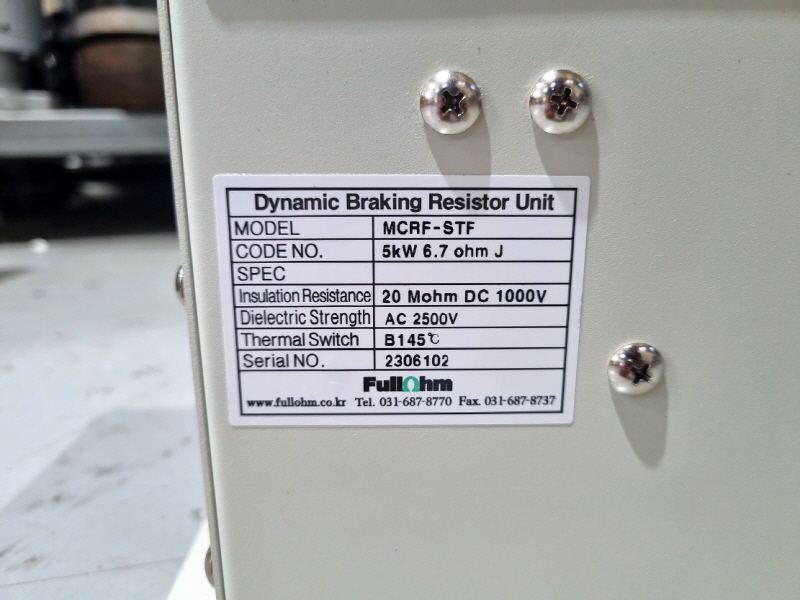 Dynamic Braking Resistor Unit
MODEL MCRF-STF
CODE NO. 5kW 6.7 ohm J
SPEC
Insulation Resistance 20 Mohm DC 1000V
Dielectric Strength AC 2500V
Thermal Switch B145℃
Serial NO. 2306102
FullΩhm
www.fullohm.co.kr Tel. 031-687-8770 Fax. 031-687-8737